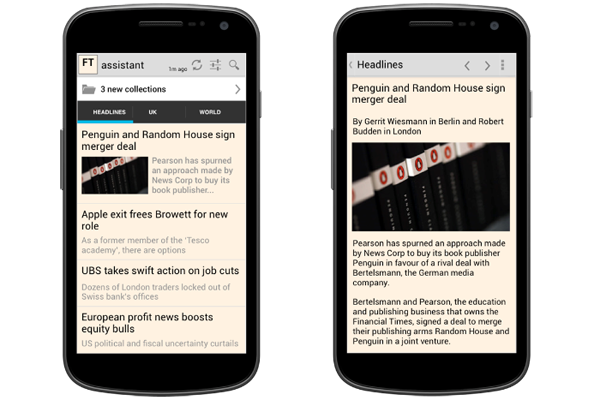 FT assistant
1m ago
3 new collections
HEADLINES UK WORLD
Penguin and Random House sign
merger deal
Pearson has spurned
an approach made by
News Corp to buy its
book publisher...
Apple exit frees Browett for new
role
As a former member of the 'Tesco
academy', there are options
UBS takes swift action on job cuts
Dozens of London traders locked out of
Swiss bank's offices
European profit news boosts
equity bulls
US political and fiscal uncertainty curtails
Headlines
Penguin and Random House sign
merger deal
By Gerrit Wiesmann in Berlin and Robert
Budden in London
Pearson has spurned an approach made
by News Corp to buy its book publisher
Penguin in favour of a rival deal with
Bertelsmann, the German media
company.
Bertelsmann and Pearson, the education
and publishing business that owns the
Financial Times, signed a deal to merge
their publishing arms Random House and
Penguin in a joint venture.